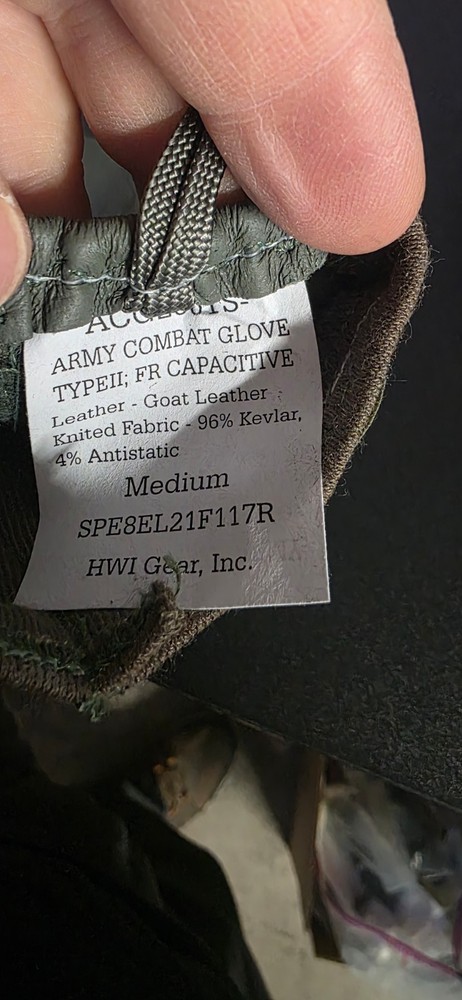 ARMY COMBAT GLOVE
TYPEII; FR CAPACITIVE
Leather - Goat Leather
Knited Fabric - 96% Kevlar,
4% Antistatic
Medium
SPE8EL21F117R
HWI Gear, Inc.